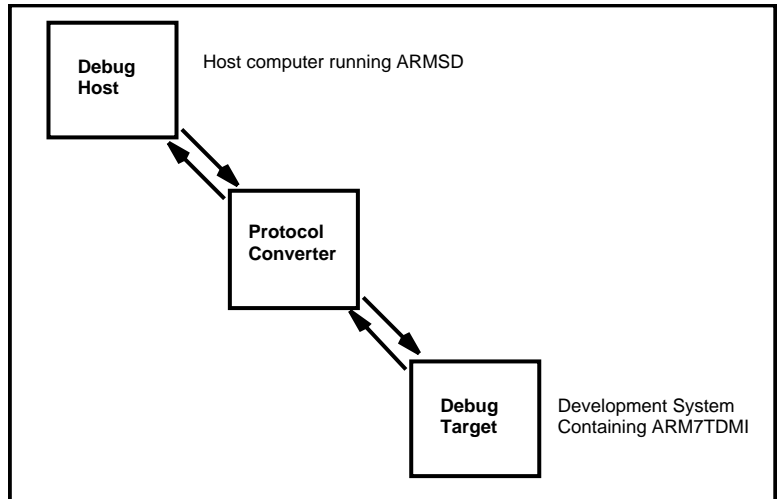 Debug
Host
Host computer running ARMSD
Protocol
Converter
Debug
Target
Development System
Containing ARM7TDMI